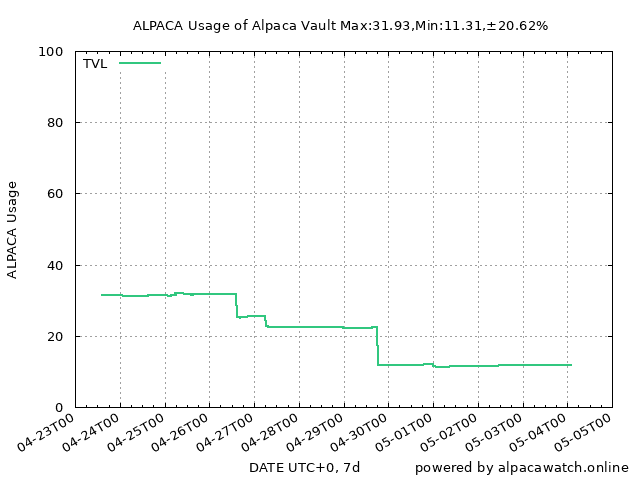 ALPACA Usage of Alpaca Vault Max:31.93,Min:11.31,±20.62%
TVL
100
80
60
40
20
0
ALPACA Usage
04-23T00
04-24T00
04-25T00
04-26T00
04-27T00
04-28T00
04-29T00
04-30T00
05-01T00
05-02T00
05-03T00
05-04T00
05-05T00
DATE UTC+0, 7d
powered by alpacawatch.online